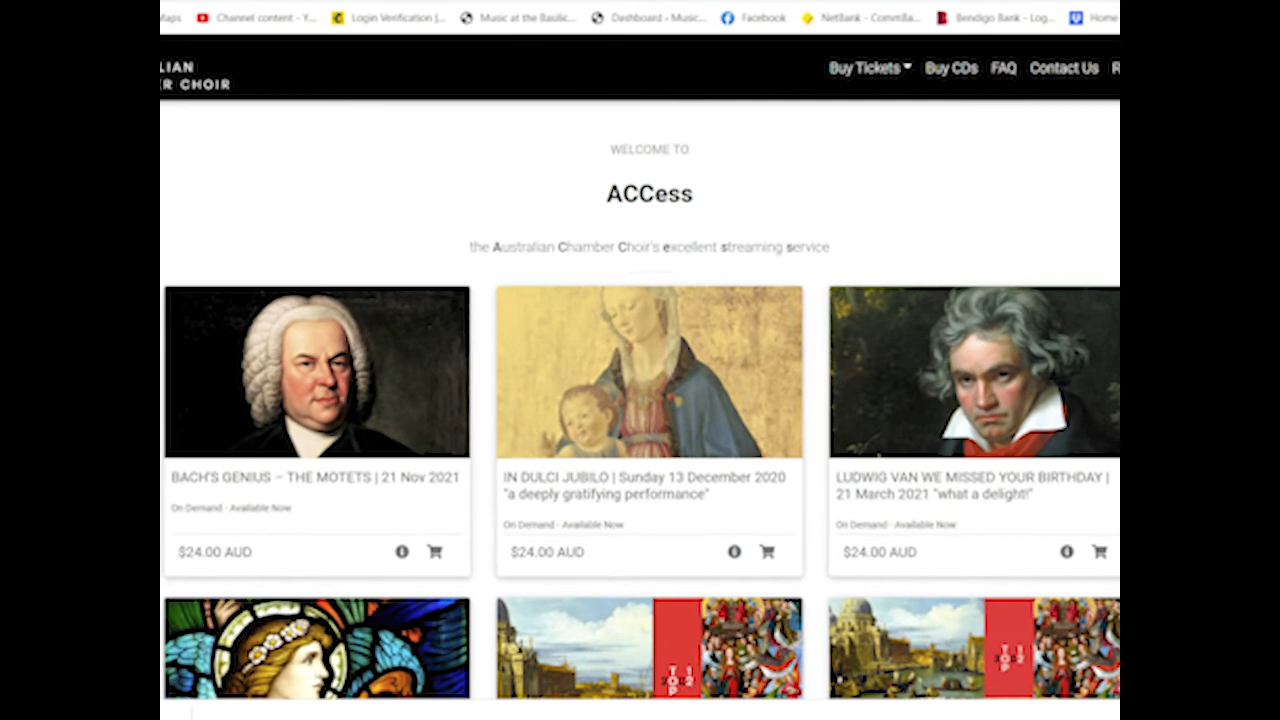 Maps Channel content - Y... Login Verification |... Music at the Basilic... Dashboard ‹ Music... Facebook NetBank - CommBa... Bendigo Bank - Log... Home
LIAN
R CHOIR
Buy Tickets Buy CDs FAQ Contact Us R
WELCOME TO
ACCess
the Australian Chamber Choir's excellent streaming service
BACH'S GENIUS – THE MOTETS | 21 Nov 2021
On Demand - Available Now
$24.00 AUD
IN DULCI JUBILO | Sunday 13 December 2020
"a deeply gratifying performance"
On Demand - Available Now
$24.00 AUD
LUDWIG VAN WE MISSED YOUR BIRTHDAY |
21 March 2021 "what a delight!"
On Demand - Available Now
$24.00 AUD